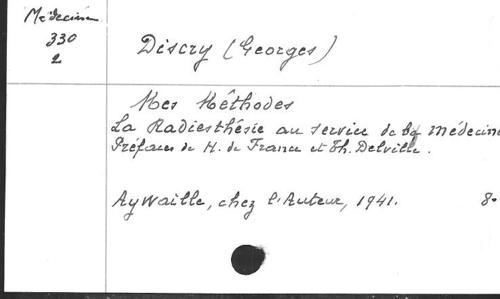 Médecine
330
2
Discry (Georges)
Mes Méthodes
La Radiesthésie au service de la Médecine
Préfaces de H. de France et Th. Delville.
Aywaille, chez l'Auteur, 1941. 8°